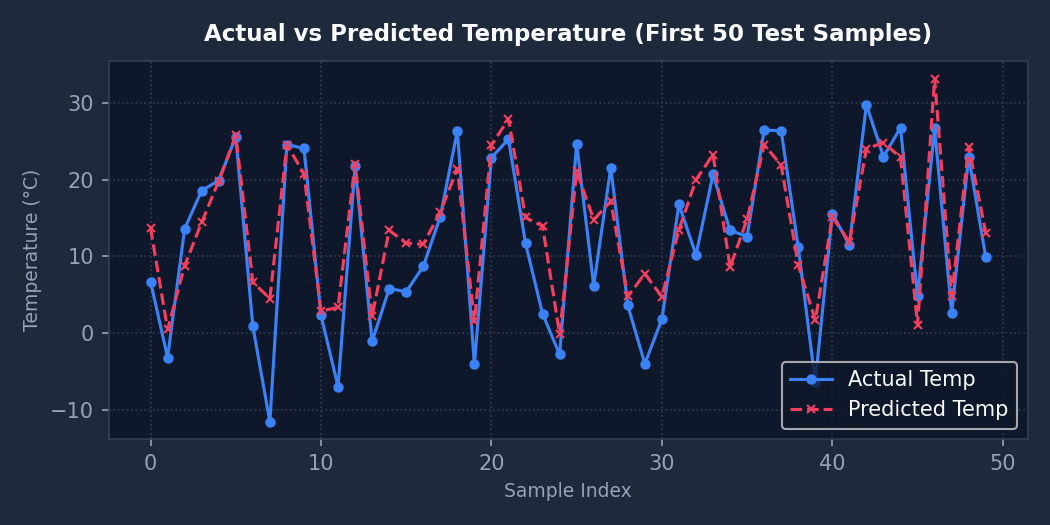 Actual vs Predicted Temperature (First 50 Test Samples)
Temperature (°C)
30
20
10
0
−10
0
10
20
30
40
50
Sample Index
Actual Temp
Predicted Temp